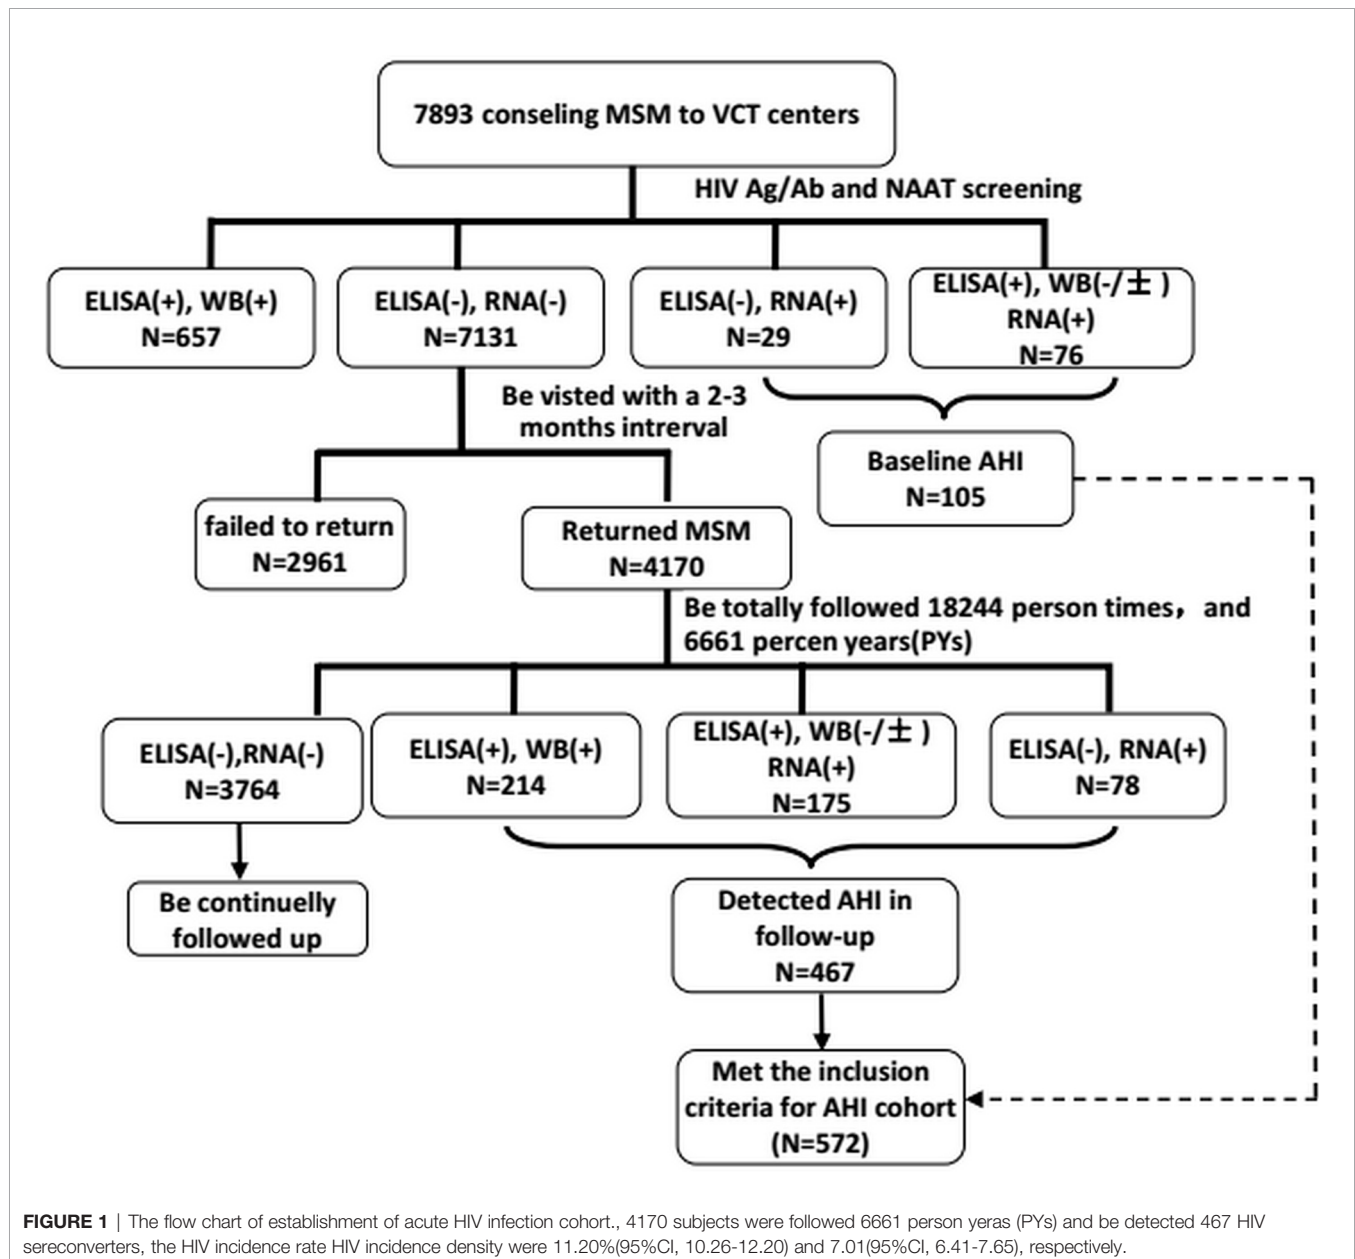 7893 conseling MSM to VCT centers
HIV Ag/Ab and NAAT screening
ELISA(+), WB(+)
N=657
ELISA(-), RNA(-)
N=7131
ELISA(-), RNA(+)
N=29
ELISA(+), WB(-/±)
RNA(+)
N=76
Be visted with a 2-3
months intrerval
Baseline AHI
N=105
failed to return
N=2961
Returned MSM
N=4170
Be totally followed 18244 person times，and
6661 percen years(PYs)
ELISA(-),RNA(-)
N=3764
ELISA(+), WB(+)
N=214
ELISA(+), WB(-/±)
RNA(+)
N=175
ELISA(-), RNA(+)
N=78
Be continuelly
followed up
Detected AHI in
follow-up
N=467
Met the inclusion
criteria for AHI cohort
(N=572)
FIGURE 1 | The flow chart of establishment of acute HIV infection cohort., 4170 subjects were followed 6661 person yeras (PYs) and be detected 467 HIV
sereconverters, the HIV incidence rate HIV incidence density were 11.20%(95%CI, 10.26-12.20) and 7.01(95%CI, 6.41-7.65), respectively.